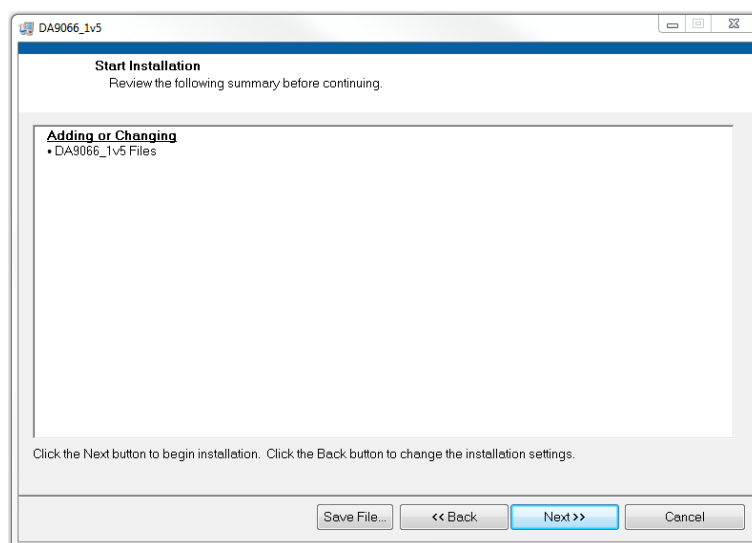 DA9066_1v5
Start Installation
Review the following summary before continuing.
Adding or Changing
• DA9066_1v5 Files
Click the Next button to begin installation. Click the Back button to change the installation settings.
Save File... << Back Next >> Cancel